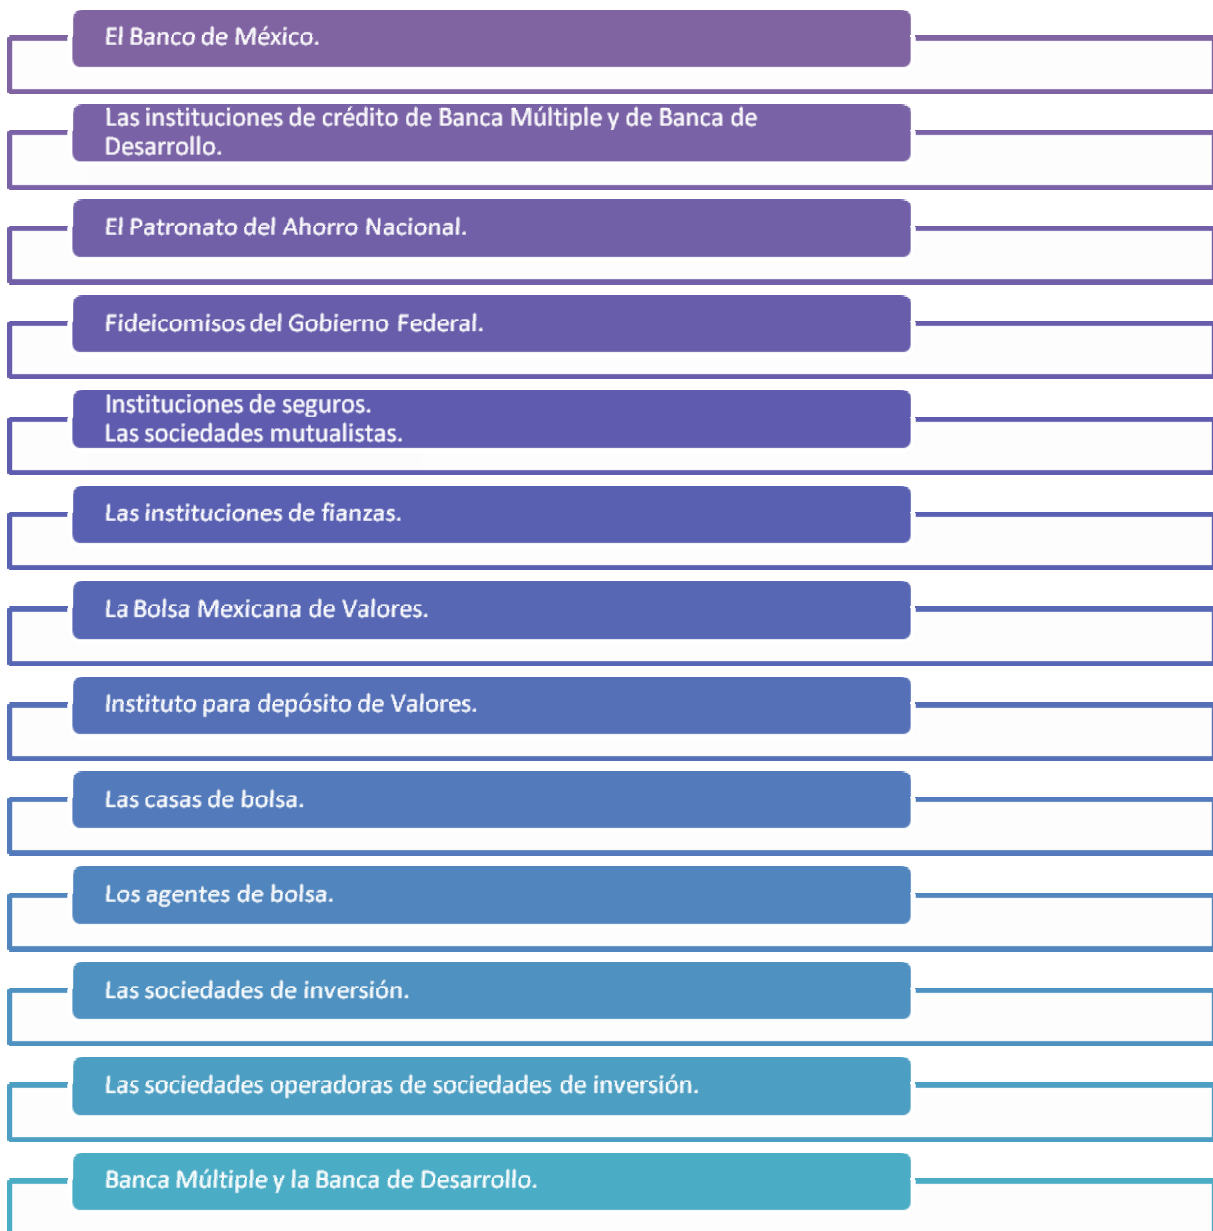 El Banco de México.
Las instituciones de crédito de Banca Múltiple y de Banca de
Desarrollo.
El Patronato del Ahorro Nacional.
Fideicomisos del Gobierno Federal.
Instituciones de seguros.
Las sociedades mutualistas.
Las instituciones de fianzas.
La Bolsa Mexicana de Valores.
Instituto para depósito de Valores.
Las casas de bolsa.
Los agentes de bolsa.
Las sociedades de inversión.
Las sociedades operadoras de sociedades de inversión.
Banca Múltiple y la Banca de Desarrollo.